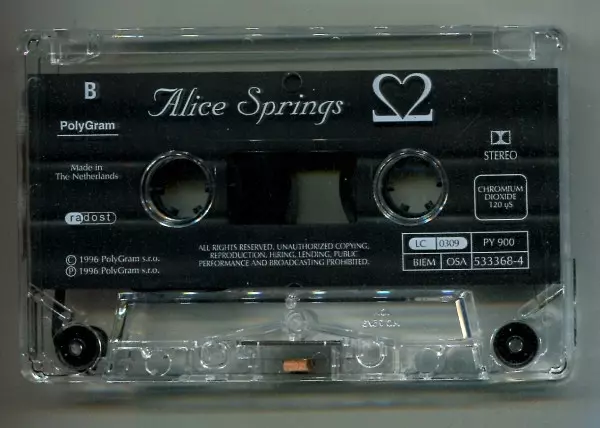 B
Alice Springs
PolyGram
STEREO
Made in
The Netherlands
CHROMIUM
DIOXIDE
120 µS
radost
© 1996 PolyGram s.r.o.
℗ 1996 PolyGram s.r.o.
ALL RIGHTS RESERVED. UNAUTHORIZED COPYING,
REPRODUCTION, HIRING, LENDING, PUBLIC
PERFORMANCE AND BROADCASTING PROHIBITED.
LC 0309 PY 900
BIEM OSA 533368-4